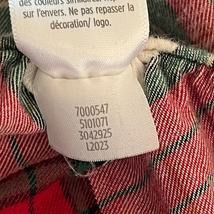 des couleurs similaires.
sur l'envers. Ne pas repasser la
décoration/ logo.
7000547
5101071
3042925
L2023